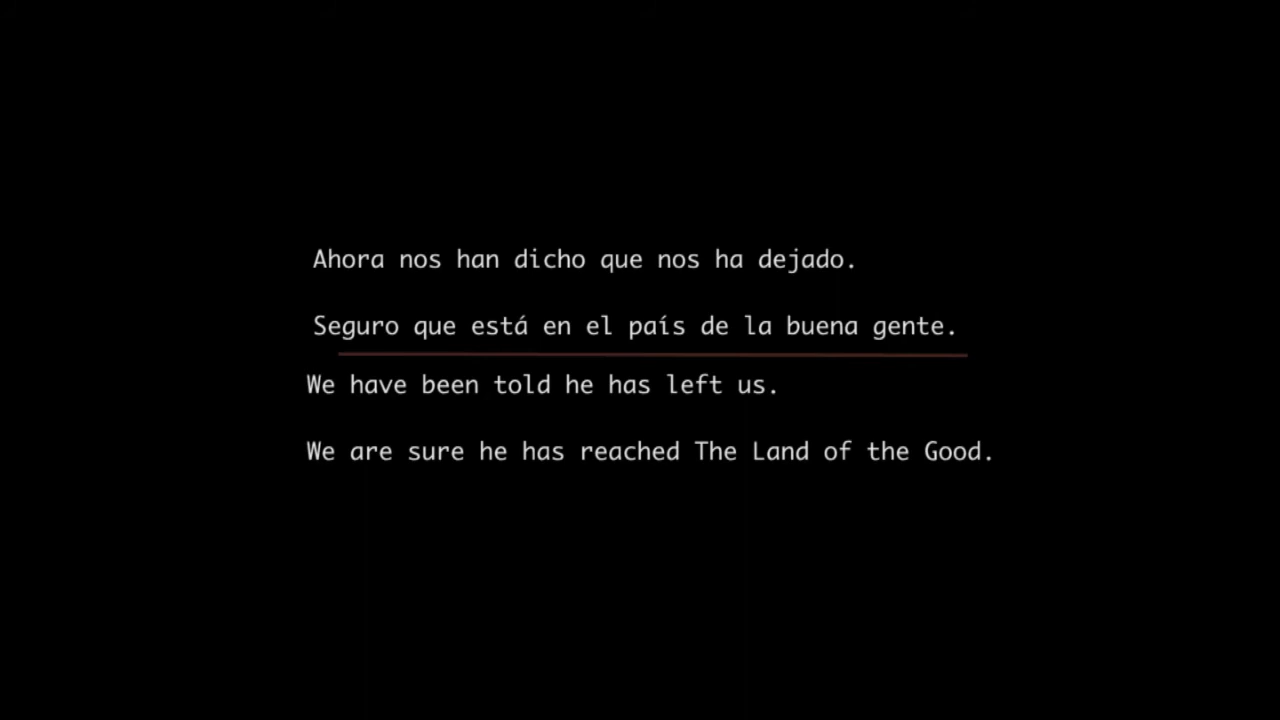 Ahora nos han dicho que nos ha dejado.
Seguro que está en el país de la buena gente.
We have been told he has left us.
We are sure he has reached The Land of the Good.